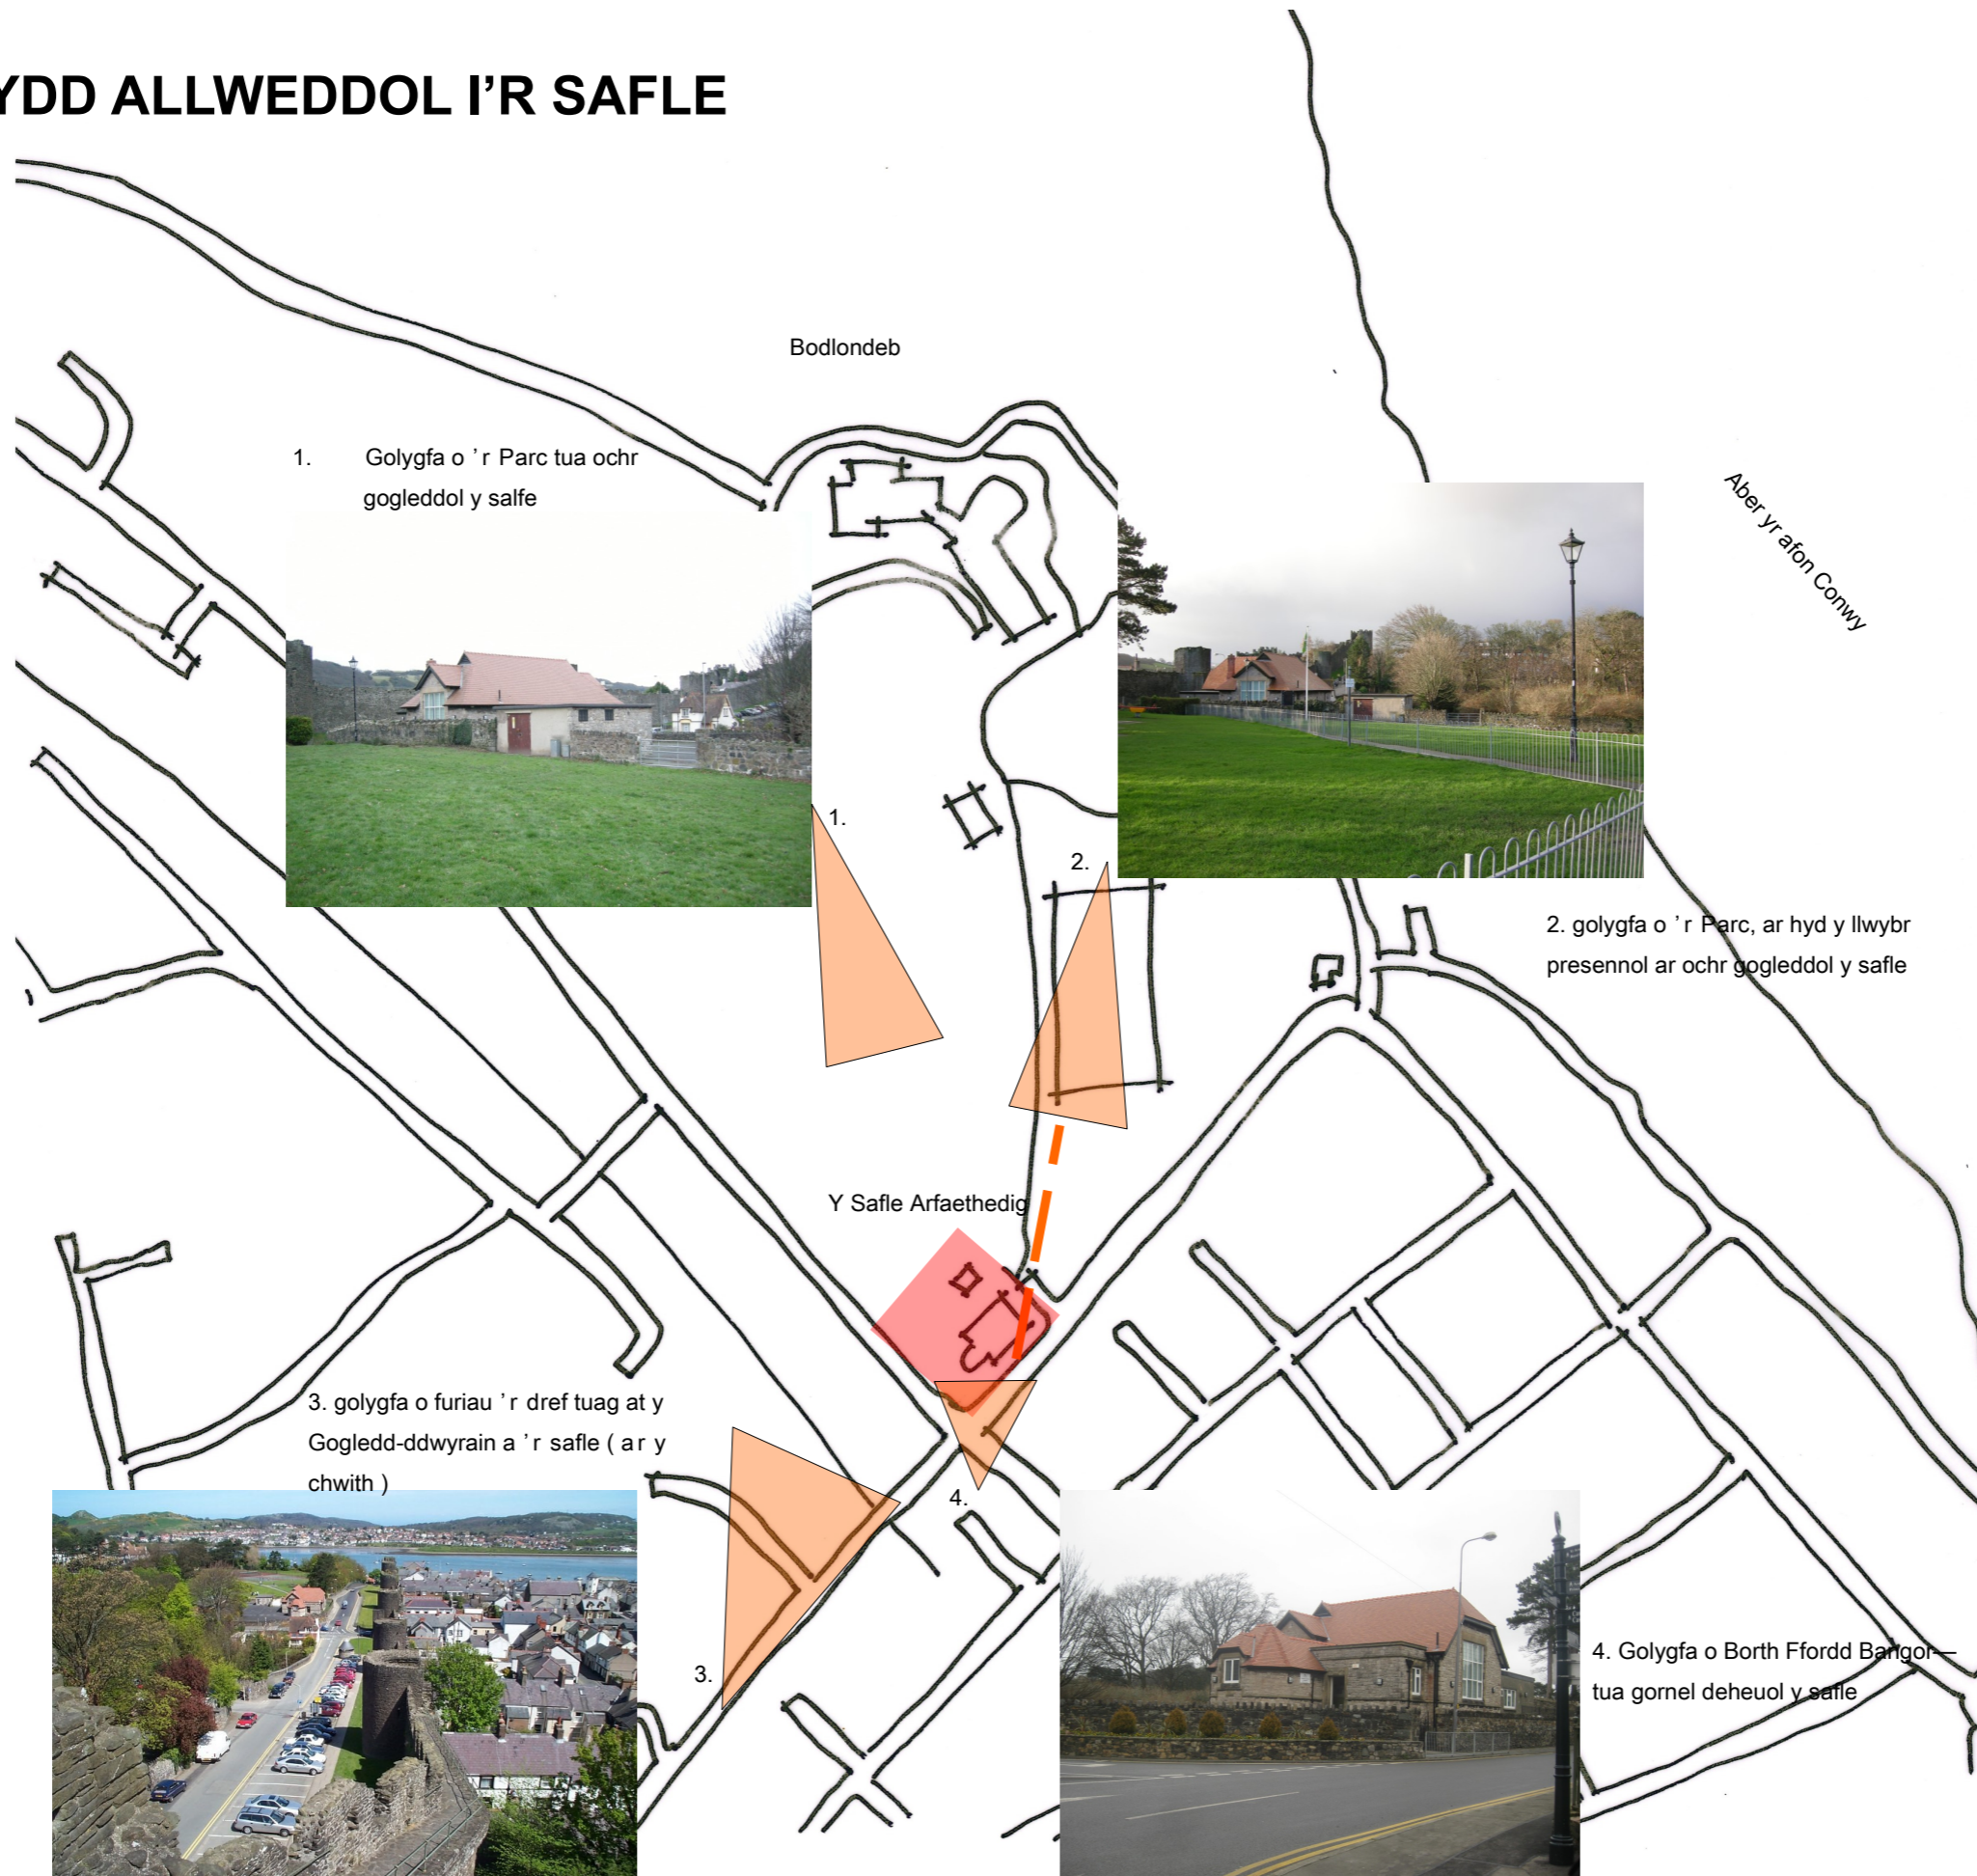 YDD ALLWEDDOL I’R SAFLE
Bodlondeb
1. Golygfa o ’r Parc tua ochr
gogleddol y salfe
Aber yr afon Conwy
1.
2.
2. golygfa o ’r Parc, ar hyd y llwybr
presennol ar ochr gogleddol y safle
Y Safle Arfaethedig
3. golygfa o furiau ’r dref tuag at y
Gogledd-ddwyrain a ’r safle ( ar y
chwith )
4.
3.
4. Golygfa o Borth Ffordd Bangor—
tua gornel deheuol y safle